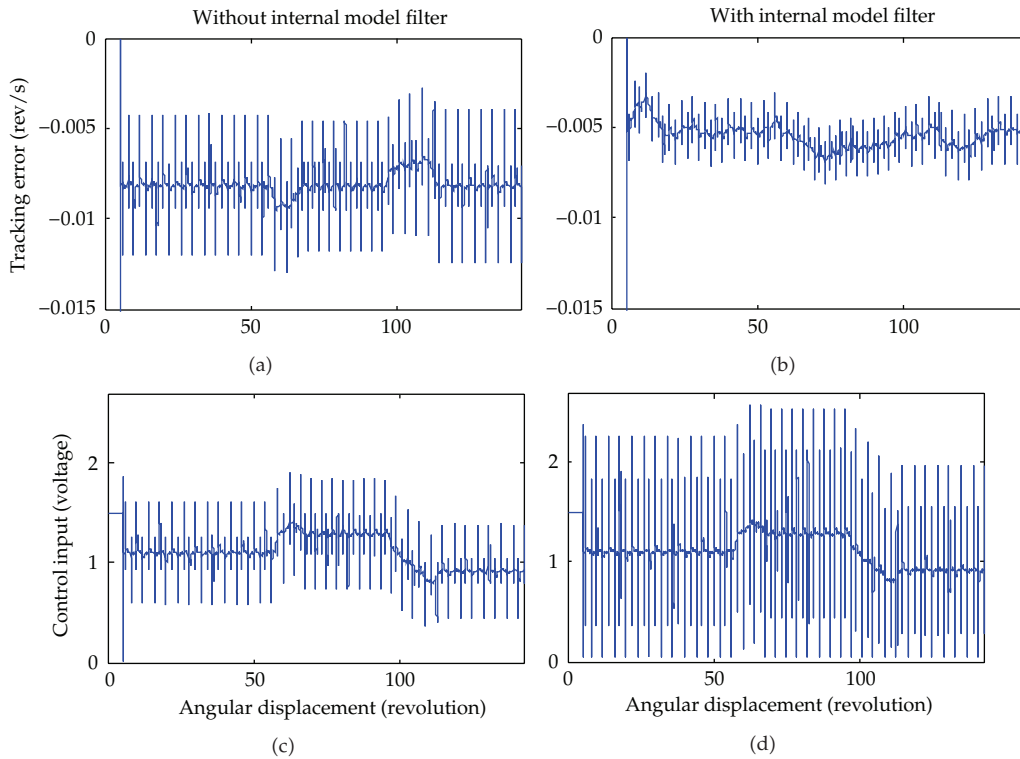 Without internal model filter
With internal model filter
Tracking error (rev/s)
0
−0.005
−0.01
−0.015
0
50
100
(a)
0
−0.005
−0.01
−0.015
0
50
100
(b)
Control input (voltage)
2
1
0
0
50
100
Angular displacement (revolution)
(c)
2
1
0
0
50
100
Angular displacement (revolution)
(d)